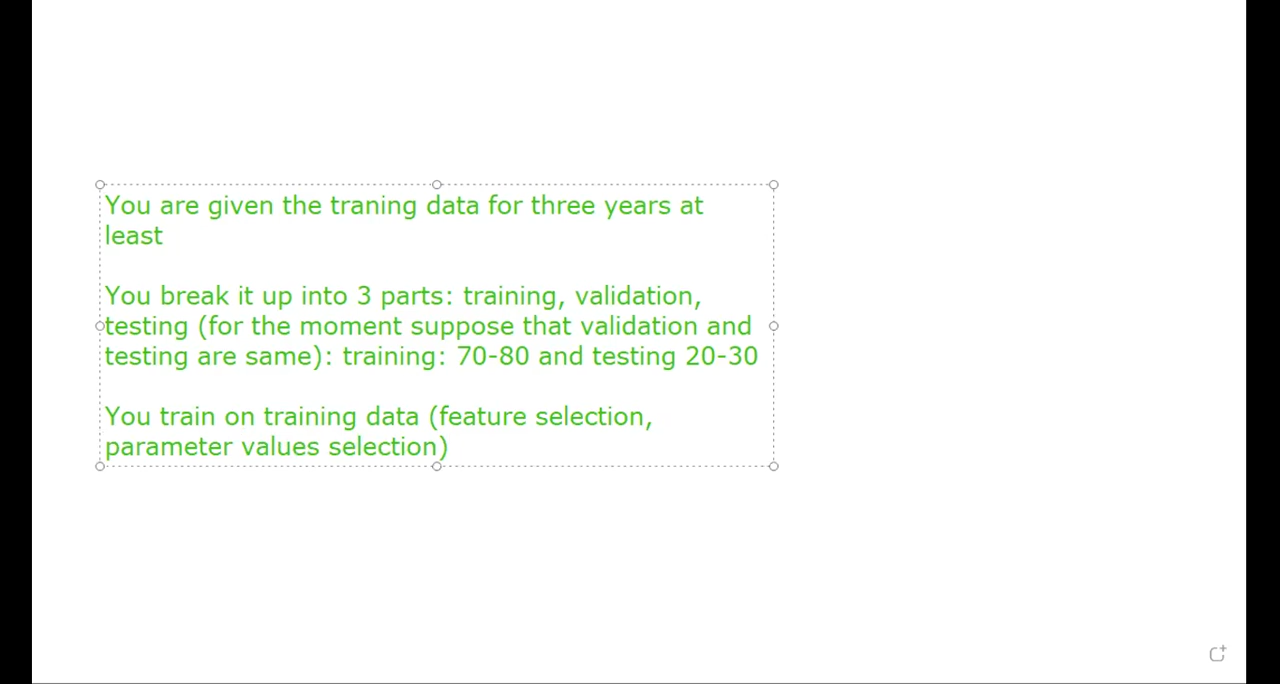 You are given the traning data for three years at
least
You break it up into 3 parts: training, validation,
testing (for the moment suppose that validation and
testing are same): training: 70-80 and testing 20-30
You train on training data (feature selection,
parameter values selection)